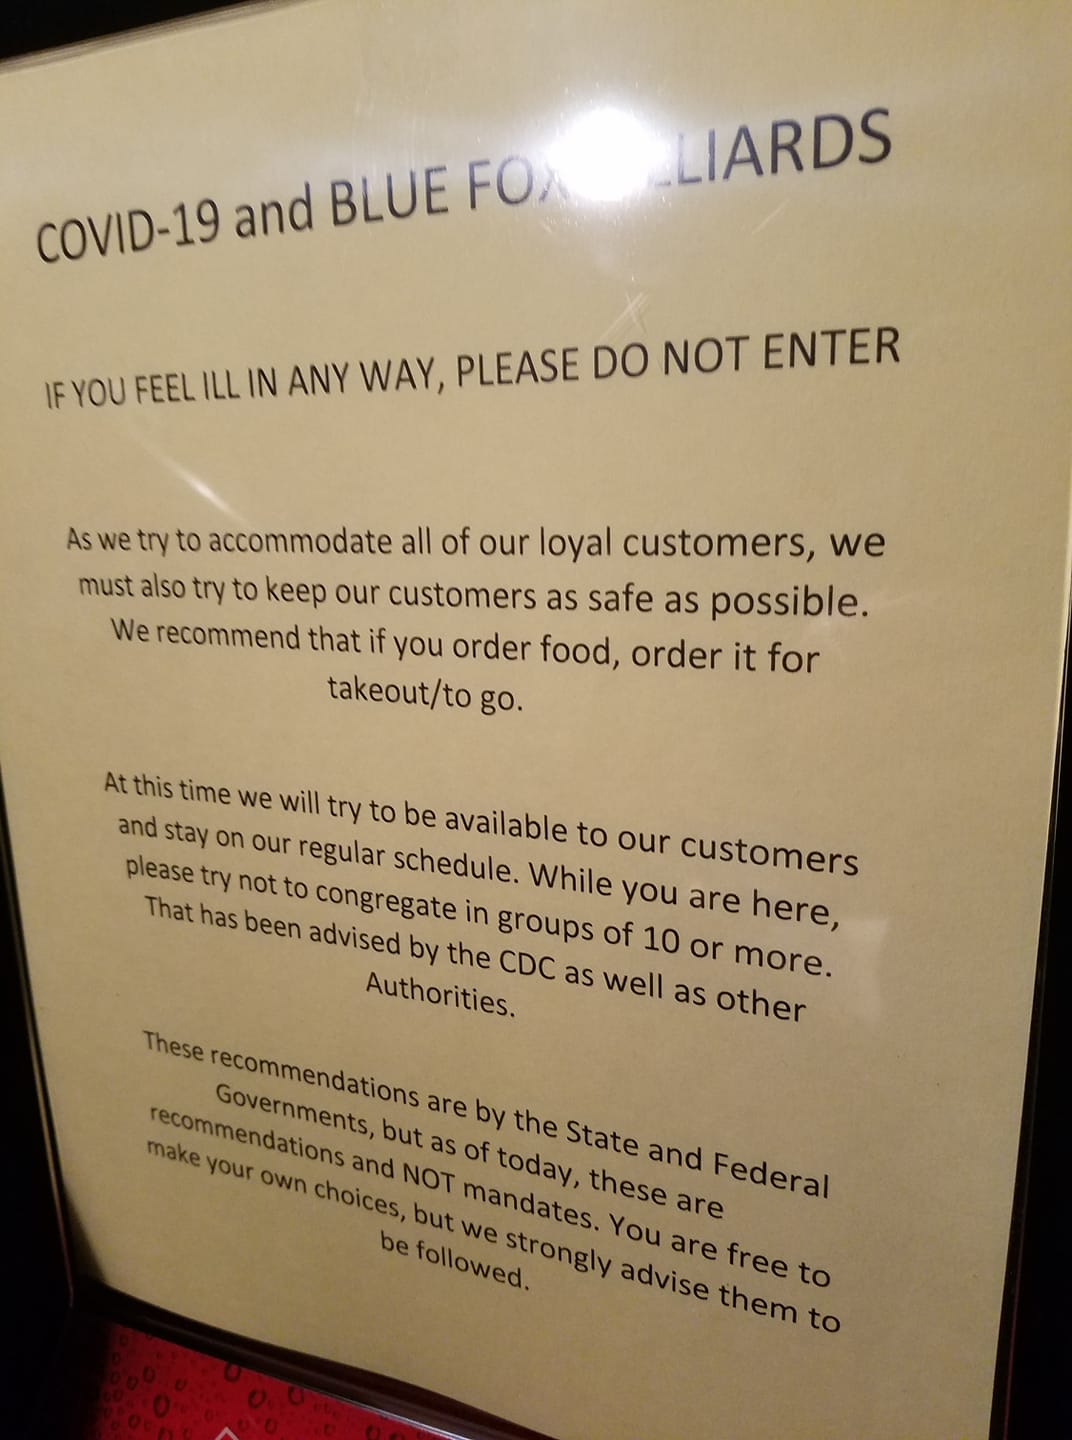 COVID-19 and BLUE FOX LLIARDS
IF YOU FEEL ILL IN ANY WAY, PLEASE DO NOT ENTER
As we try to accommodate all of our loyal customers, we
must also try to keep our customers as safe as possible.
We recommend that if you order food, order it for
takeout/to go.
At this time we will try to be available to our customers
and stay on our regular schedule. While you are here,
please try not to congregate in groups of 10 or more.
That has been advised by the CDC as well as other
Authorities.
These recommendations are by the State and Federal
Governments, but as of today, these are
recommendations and NOT mandates. You are free to
make your own choices, but we strongly advise them to
be followed.